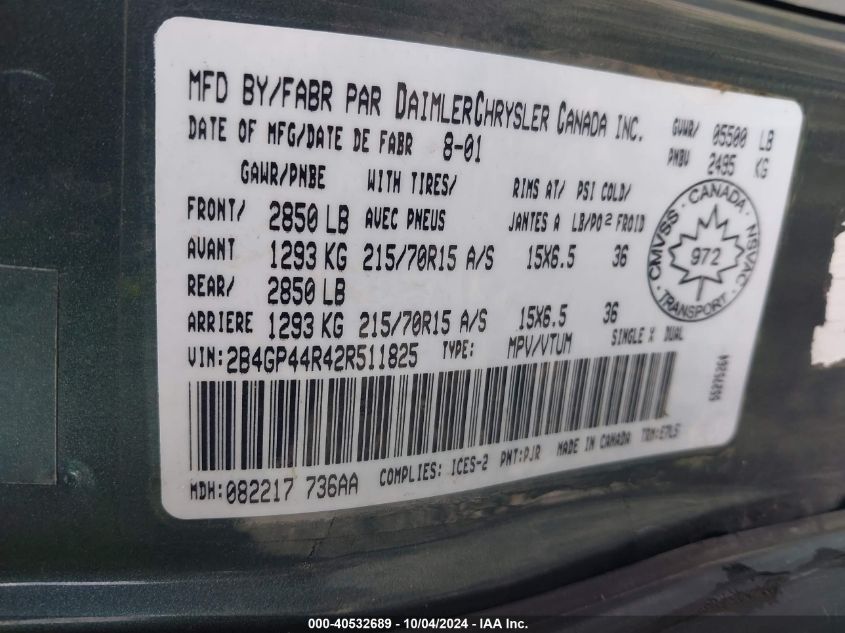 MFD BY/FABR PAR DAIMLERCHRYSLER CANADA INC.
DATE OF MFG/DATE DE FABR 8-01
GVWR/ 05500 LB
PNBV 2495 KG
GAWR/PNBE WITH TIRES/ RIMS AT/ PSI COLD/
FRONT/ 2850 LB AVEC PNEUS JANTES A LB/PO2 FROID
AVANT 1293 KG 215/70R15 A/S 15X6.5 36
REAR/ 2850 LB
ARRIERE 1293 KG 215/70R15 A/S 15X6.5 36
SINGLE X DUAL
VIN:2B4GP44R42R511825 TYPE: MPV/VTUM
CMVSS · CANADA · NSVAC
972
TRANSPORT
55275264
MDH:082217 736AA COMPLIES: ICES-2 PNT:PJR MADE IN CANADA TRM:E7L5
000-40532689 - 10/04/2024 - IAA Inc.